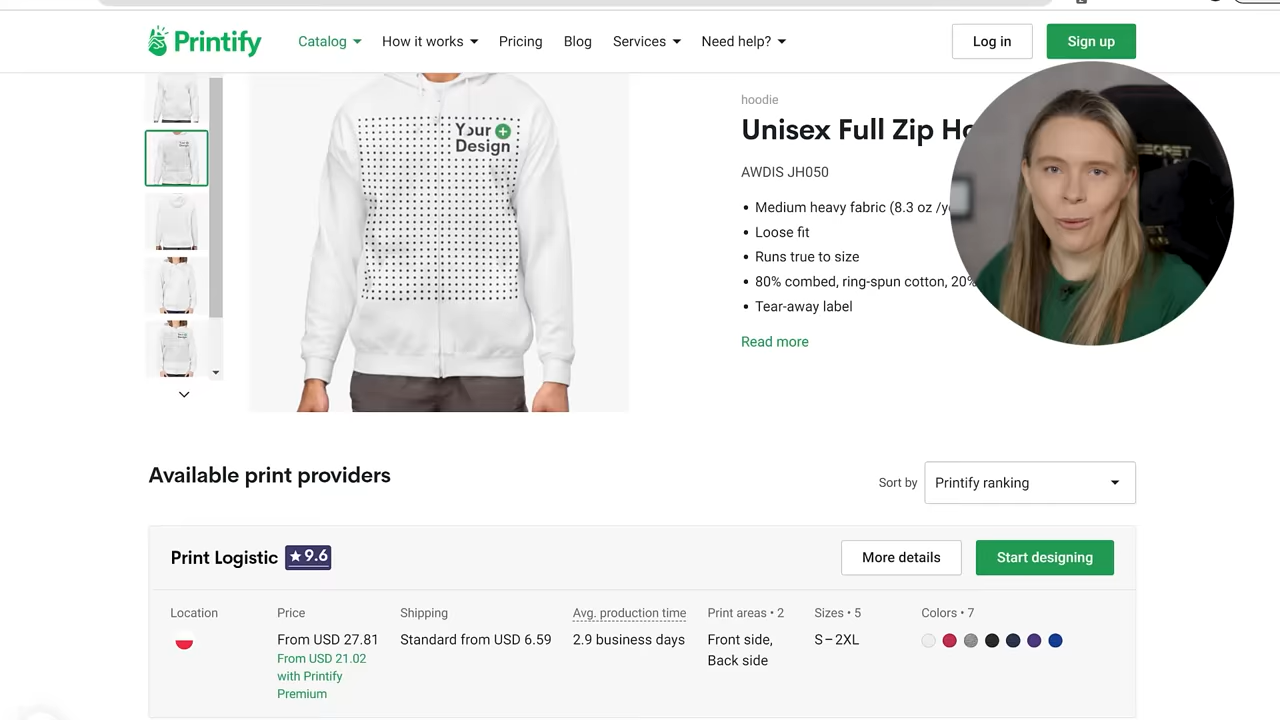 Printify
Catalog How it works Pricing Blog Services Need help? Log in Sign up
hoodie
Unisex Full Zip
AWDIS JH050
Medium heavy fabric (8.3 oz
Loose fit
Runs true to size
80% combed, ring-spun cotton, 20%
Tear-away label
Read more
Your
Design
Available print providers
Sort by Printify ranking
Print Logistic ★ 9.6 More details Start designing
Location Price Shipping Avg. production time Print areas • 2 Sizes • 5 Colors • 7
From USD 27.81 Standard from USD 6.59 2.9 business days Front side, S – 2XL
Back side
From USD 21.02
with Printify
Premium